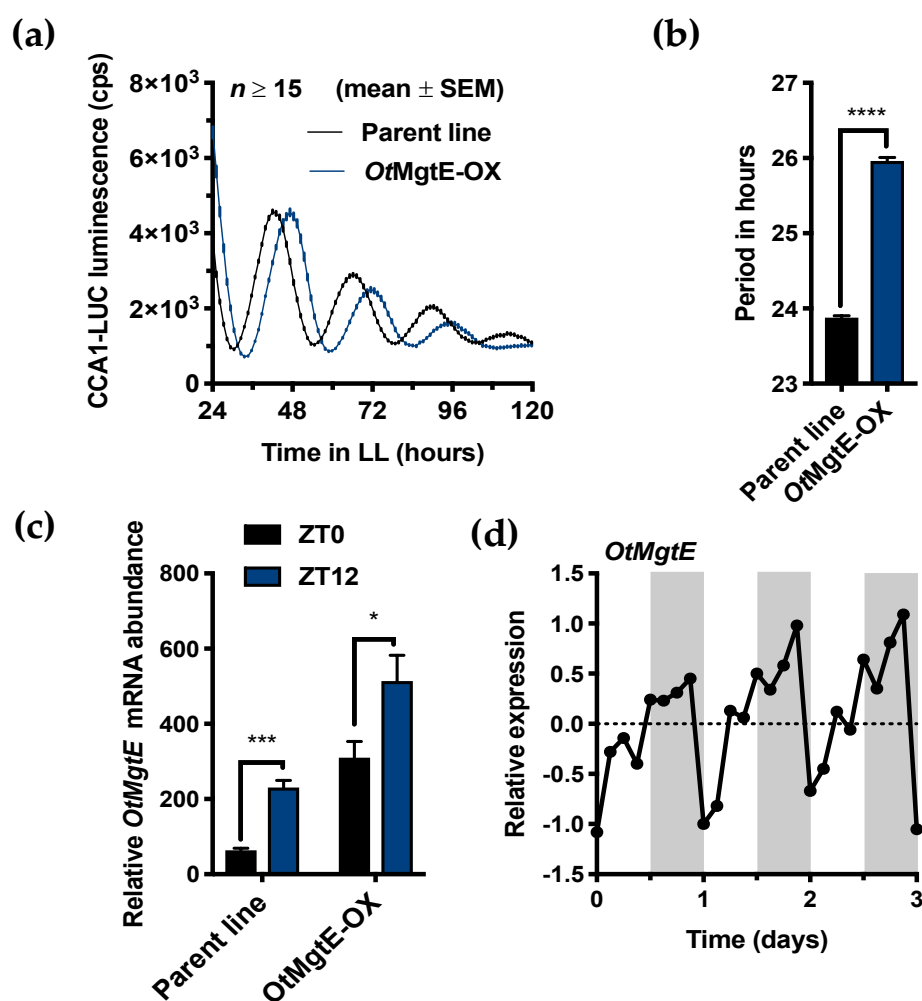 (a)
CCA1-LUC luminescence (cps)
8×10³
6×10³
4×10³
2×10³
0
n ≥ 15 (mean ± SEM)
Parent line
OtMgtE-OX
24 48 72 96 120
Time in LL (hours)
(b)
Period in hours
27
26
25
24
23
****
Parent line
OtMgtE-OX
(c)
Relative OtMgtE mRNA abundance
ZT0
ZT12
800
600
400
200
0
***
*
Parent line
OtMgtE-OX
(d)
OtMgtE
Relative expression
1.5
1.0
0.5
0.0
-0.5
-1.0
-1.5
0 1 2 3
Time (days)